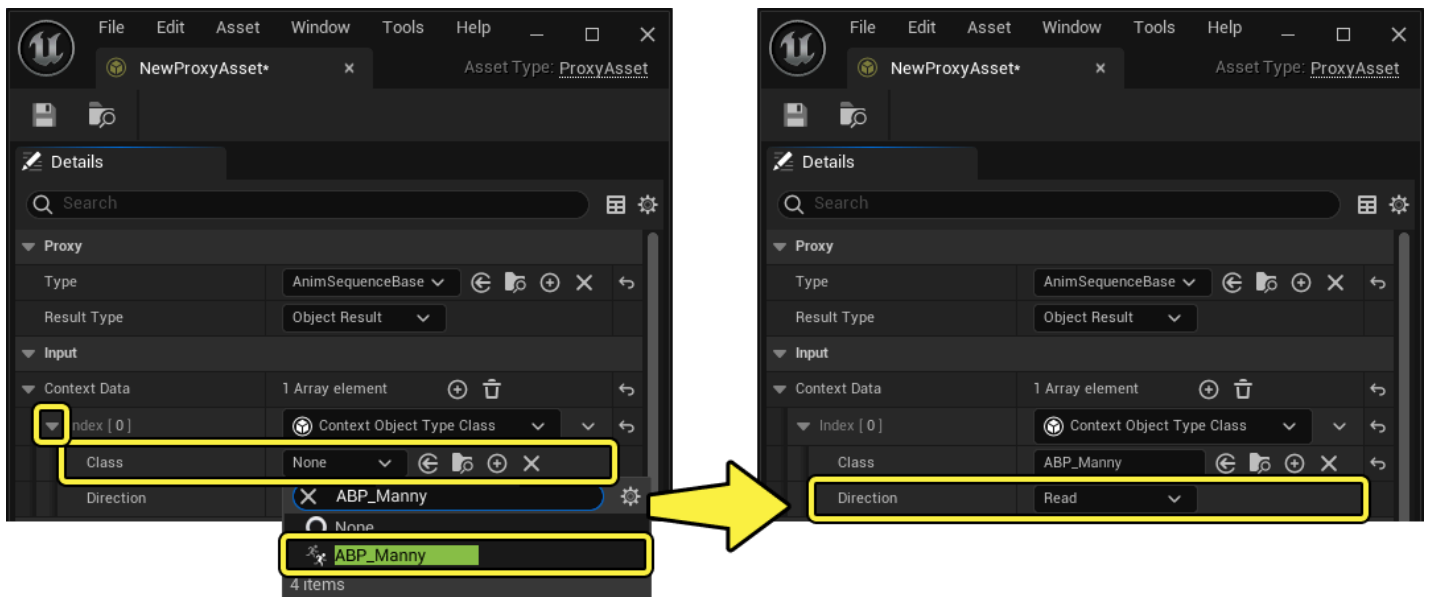 File Edit Asset Window Tools Help
NewProxyAsset*
Asset Type: ProxyAsset
Details
Search
Proxy
Type AnimSequenceBase
Result Type Object Result
Input
Context Data 1 Array element
Index [ 0 ] Context Object Type Class
Class None
Direction
ABP_Manny
None
ABP_Manny
4 items
File Edit Asset Window Tools Help
NewProxyAsset*
Asset Type: ProxyAsset
Details
Search
Proxy
Type AnimSequenceBase
Result Type Object Result
Input
Context Data 1 Array element
Index [ 0 ] Context Object Type Class
Class ABP_Manny
Direction Read